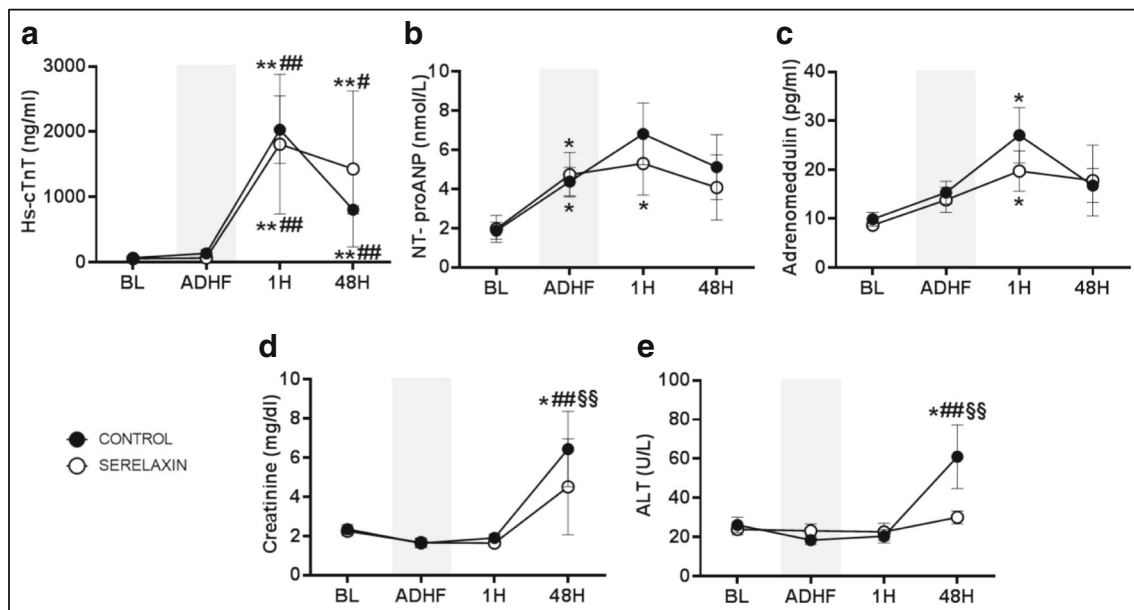 a
Hs-cTnT (ng/ml)
3000
2000
1000
0
**##
**#
**##
**##
BL ADHF 1H 48H
b
NT- proANP (nmol/L)
10
8
6
4
2
0
*
*
*
BL ADHF 1H 48H
c
Adrenomeddulin (pg/ml)
40
30
20
10
0
*
*
BL ADHF 1H 48H
d
Creatinine (mg/dl)
10
8
6
4
2
0
*##§§
BL ADHF 1H 48H
e
ALT (U/L)
100
80
60
40
20
0
*##§§
BL ADHF 1H 48H
CONTROL
SERELAXIN